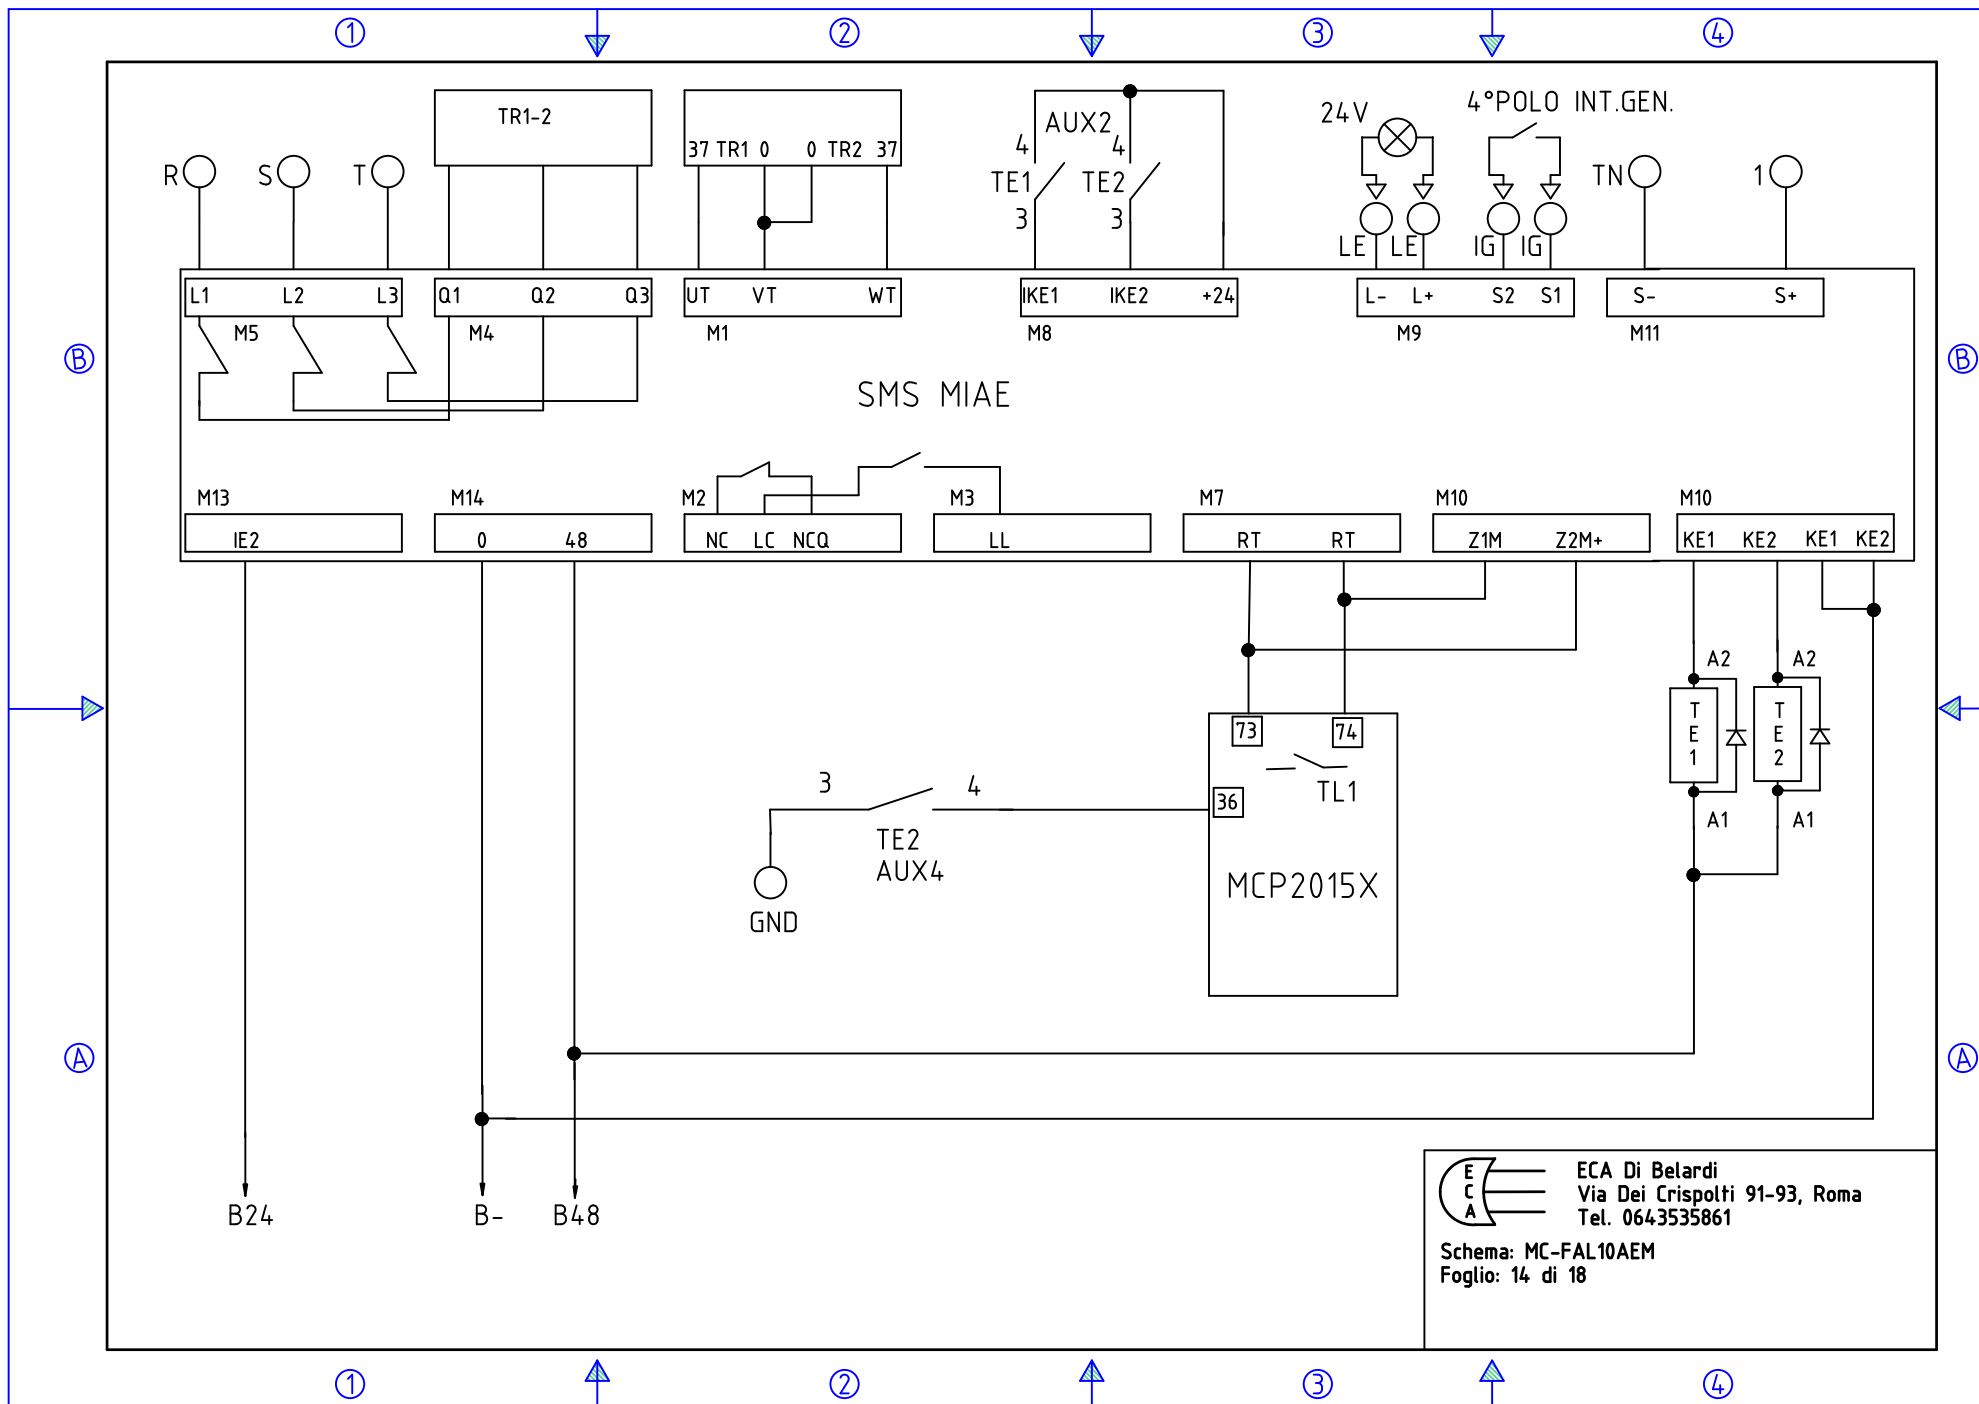 1 2 3 4
TR1-2
37 TR1 0 0 TR2 37
AUX2
4 4
TE1 TE2
3 3
24V
4°POLO INT.GEN.
R S T
TN 1
LE LE IG IG
L1 L2 L3 Q1 Q2 Q3 UT VT WT IKE1 IKE2 +24 L- L+ S2 S1 S- S+
M5 M4 M1 M8 M9 M11
B B
SMS MIAE
M13 M14 M2 M3 M7 M10 M10
IE2 0 48 NC LC NCQ LL RT RT Z1M Z2M+ KE1 KE2 KE1 KE2
A2 A2
TE1 TE2
73 74
TL1
36
3 4
TE2
AUX4
A1 A1
MCP2015X
GND
A A
B24 B- B48
E
C
A
ECA Di Belardi
Via Dei Crispolti 91-93, Roma
Tel. 0643535861
Schema: MC-FAL10AEM
Foglio: 14 di 18
1 2 3 4